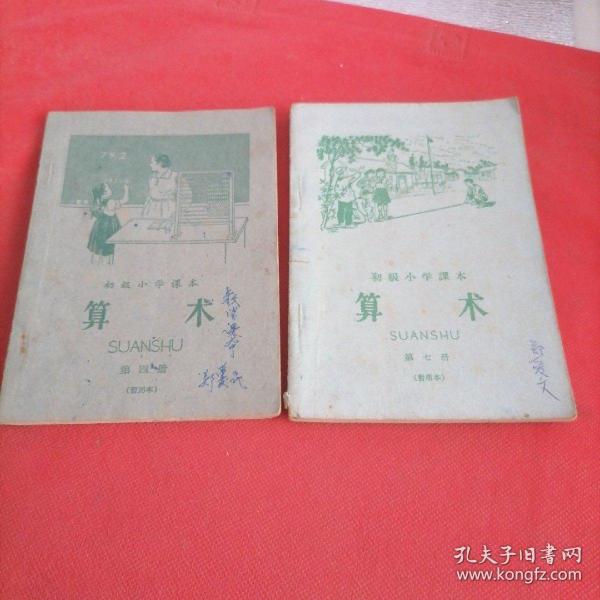 7×2
初級小学課本
算术
SUANSHU
第四册
(暂用本)
初級小学課本
算术
SUANSHU
第七册
(暂用本)
孔夫子旧书网
www.kongfz.com